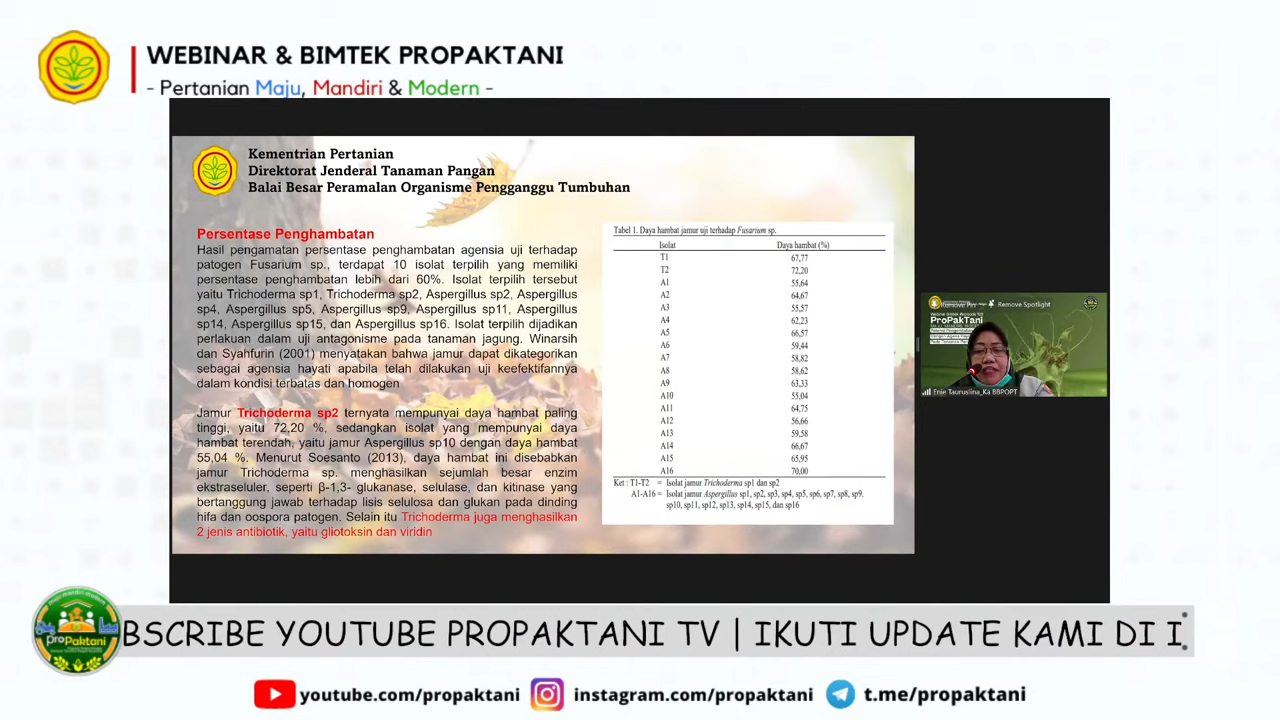 WEBINAR & BIMTEK PROPAKTANI
- Pertanian Maju, Mandiri & Modern -
Kementrian Pertanian
Direktorat Jenderal Tanaman Pangan
Balai Besar Peramalan Organisme Pengganggu Tumbuhan
Persentase Penghambatan
Hasil pengamatan persentase penghambatan agensia uji terhadap
patogen Fusarium sp., terdapat 10 isolat terpilih yang memiliki
persentase penghambatan lebih dari 60%. Isolat terpilih tersebut
yaitu Trichoderma sp1, Trichoderma sp2, Aspergillus sp2, Aspergillus
sp4, Aspergillus sp5, Aspergillus sp9, Aspergillus sp11, Aspergillus
sp14, Aspergillus sp15, dan Aspergillus sp16. Isolat terpilih dijadikan
perlakuan dalam uji antagonisme pada tanaman jagung. Winarsih
dan Syahfurin (2001) menyatakan bahwa jamur dapat dikategorikan
sebagai agensia hayati apabila telah dilakukan uji keefektifannya
dalam kondisi terbatas dan homogen
Jamur Trichoderma sp2 ternyata mempunyai daya hambat paling
tinggi, yaitu 72,20 %, sedangkan isolat yang mempunyai daya
hambat terendah, yaitu jamur Aspergillus sp10 dengan daya hambat
55,04 %. Menurut Soesanto (2013), daya hambat ini disebabkan
jamur Trichoderma sp. menghasilkan sejumlah besar enzim
ekstraseluler, seperti β-1,3- glukanase, selulase, dan kitinase yang
bertanggung jawab terhadap lisis selulosa dan glukan pada dinding
hifa dan oospora patogen. Selain itu Trichoderma juga menghasilkan
2 jenis antibiotik, yaitu gliotoksin dan viridin
Tabel 1. Daya hambat jamur uji terhadap Fusarium sp.
Isolat Daya hambat (%)
T1 67,77
T2 72,20
A1 55,64
A2 64,67
A3 55,57
A4 62,23
A5 66,57
A6 59,44
A7 58,82
A8 58,62
A9 63,33
A10 55,04
A11 64,75
A12 56,66
A13 59,58
A14 66,67
A15 65,95
A16 70,00
Ket : T1-T2 = Isolat jamur Trichoderma sp1 dan sp2
A1-A16 = Isolat jamur Aspergillus sp1, sp2, sp3, sp4, sp5, sp6, sp7, sp8, sp9.
sp10, sp11, sp12, sp13, sp14, sp15, dan sp16
Remove Pin Remove Spotlight
ProPakTani
Enie Tauruslina_Ka BBPOPT
proPaktani
BSCRIBE YOUTUBE PROPAKTANI TV | IKUTI UPDATE KAMI DI I
youtube.com/propaktani instagram.com/propaktani t.me/propaktani